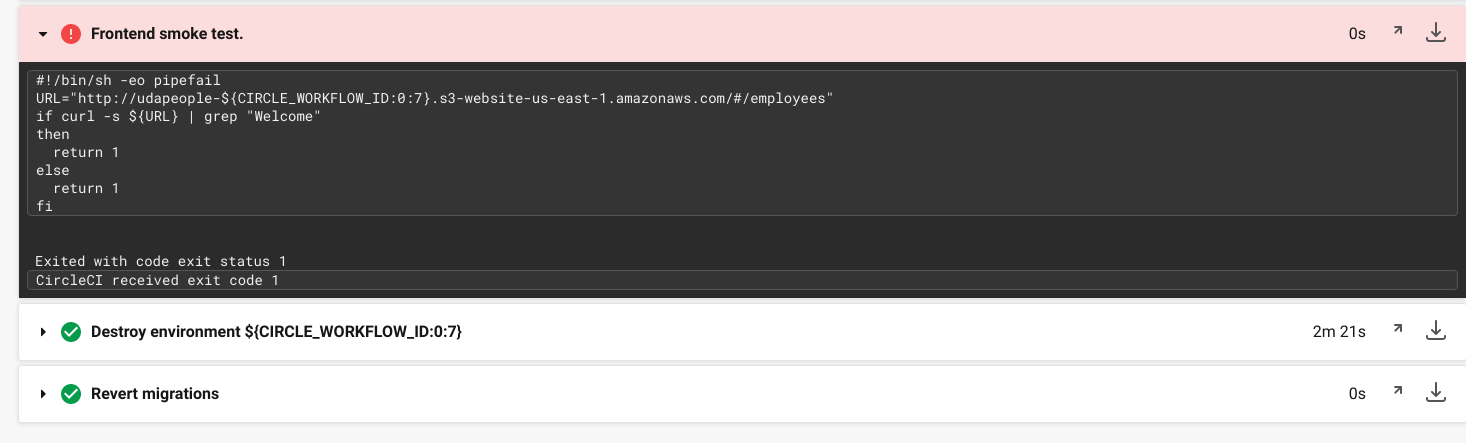 Frontend smoke test. 0s
#!/bin/sh -eo pipefail
URL="http://udapeople-${CIRCLE_WORKFLOW_ID:0:7}.s3-website-us-east-1.amazonaws.com/#/employees"
if curl -s ${URL} | grep "Welcome"
then
  return 1
else
  return 1
fi
Exited with code exit status 1
CircleCI received exit code 1
Destroy environment ${CIRCLE_WORKFLOW_ID:0:7} 2m 21s
Revert migrations 0s